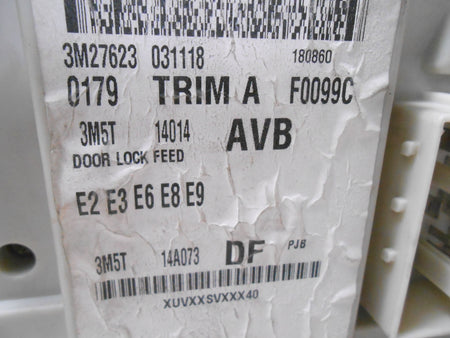 3M27623 031118 180860
0179 TRIM A F0099C
3M5T 14014 AVB
DOOR LOCK FEED
E2 E3 E6 E8 E9
3M5T 14A073 DF PJ6
XUVXXSVXXX40